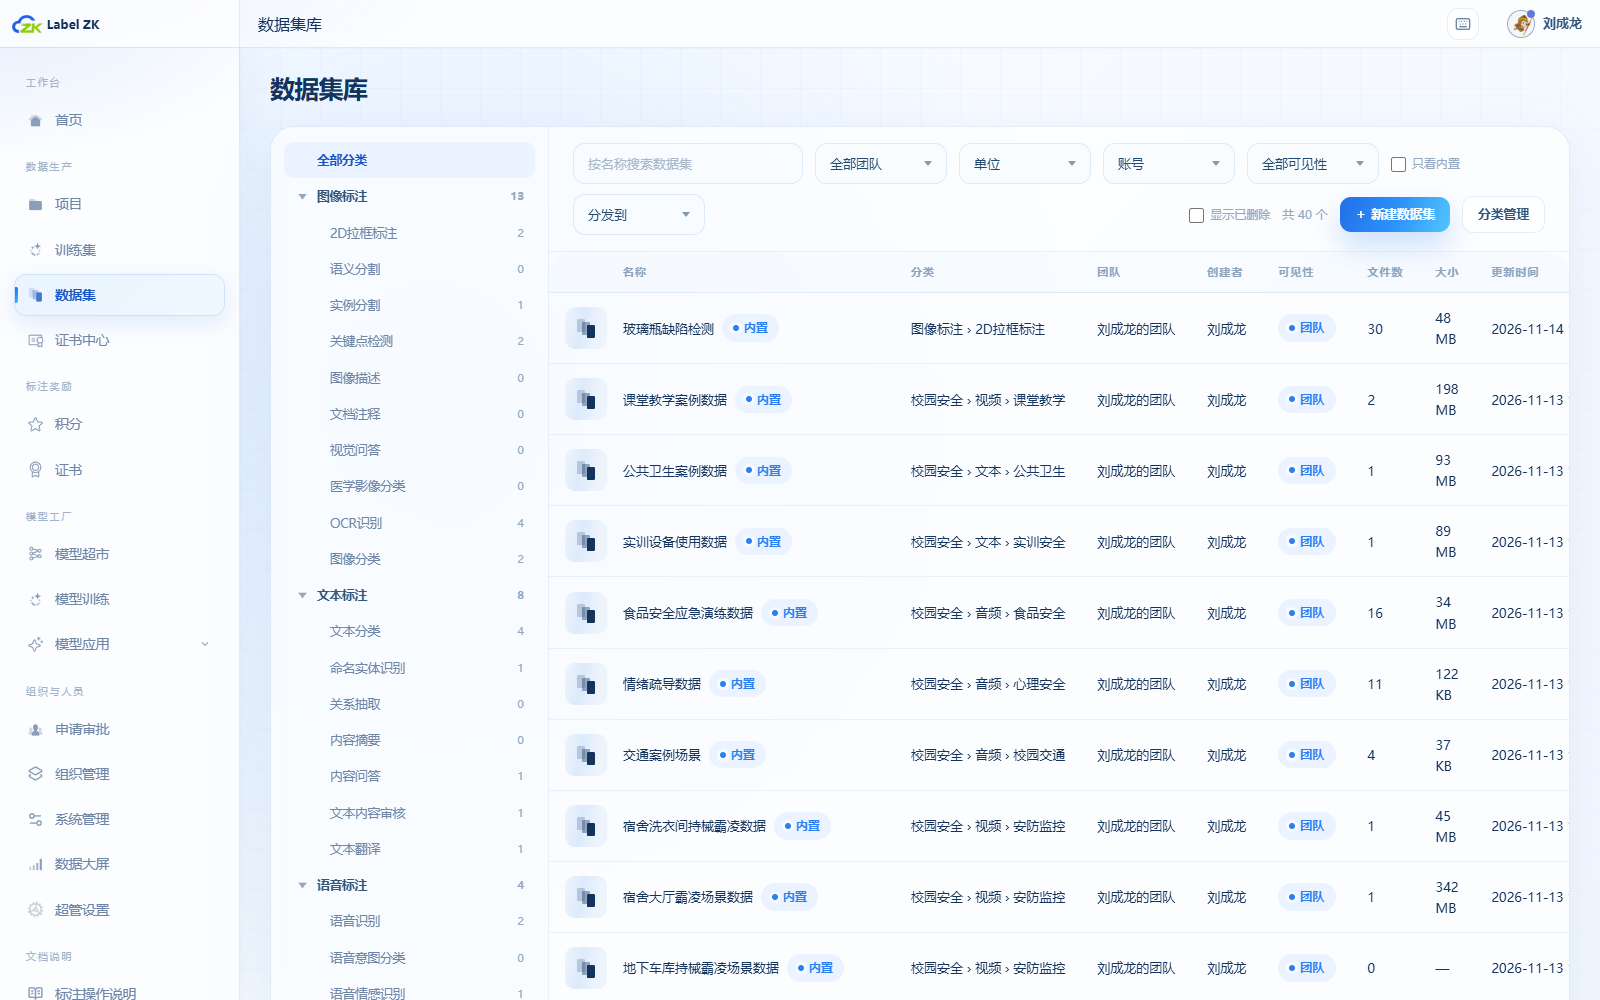 Label ZK
数据集库
刘成龙
工作台
首页
数据生产
项目
训练集
数据集
证书中心
标注奖励
积分
证书
模型工厂
模型超市
模型训练
模型应用
组织与人员
申请审批
组织管理
系统管理
数据大屏
超管设置
文档说明
标注操作说明
数据集库
全部分类
图像标注 13
2D拉框标注 2
语义分割 0
实例分割 1
关键点检测 2
图像描述 0
文档注释 0
视觉问答 0
医学影像分类 0
OCR识别 4
图像分类 2
文本标注 8
文本分类 4
命名实体识别 1
关系抽取 0
内容摘要 0
内容问答 1
文本内容审核 1
文本翻译 1
语音标注 4
语音识别 2
语音意图分类 0
语音情感识别 1
按名称搜索数据集 全部团队 单位 账号 全部可见性 只看内置
分发到 显示已删除 共 40 个 + 新建数据集 分类管理
名称 分类 团队 创建者 可见性 文件数 大小 更新时间
玻璃瓶缺陷检测 内置 图像标注 › 2D拉框标注 刘成龙的团队 刘成龙 团队 30 48 MB 2026-11-14
课堂教学案例数据 内置 校园安全 › 视频 › 课堂教学 刘成龙的团队 刘成龙 团队 2 198 MB 2026-11-13
公共卫生案例数据 内置 校园安全 › 文本 › 公共卫生 刘成龙的团队 刘成龙 团队 1 93 MB 2026-11-13
实训设备使用数据 内置 校园安全 › 文本 › 实训安全 刘成龙的团队 刘成龙 团队 1 89 MB 2026-11-13
食品安全应急演练数据 内置 校园安全 › 音频 › 食品安全 刘成龙的团队 刘成龙 团队 16 34 MB 2026-11-13
情绪疏导数据 内置 校园安全 › 音频 › 心理安全 刘成龙的团队 刘成龙 团队 11 122 KB 2026-11-13
交通案例场景 内置 校园安全 › 音频 › 校园交通 刘成龙的团队 刘成龙 团队 4 37 KB 2026-11-13
宿舍洗衣间持械霸凌数据 内置 校园安全 › 视频 › 安防监控 刘成龙的团队 刘成龙 团队 1 45 MB 2026-11-13
宿舍大厅霸凌场景数据 内置 校园安全 › 视频 › 安防监控 刘成龙的团队 刘成龙 团队 1 342 MB 2026-11-13
地下车库持械霸凌场景数据 内置 校园安全 › 视频 › 安防监控 刘成龙的团队 刘成龙 团队 0 — 2026-11-13